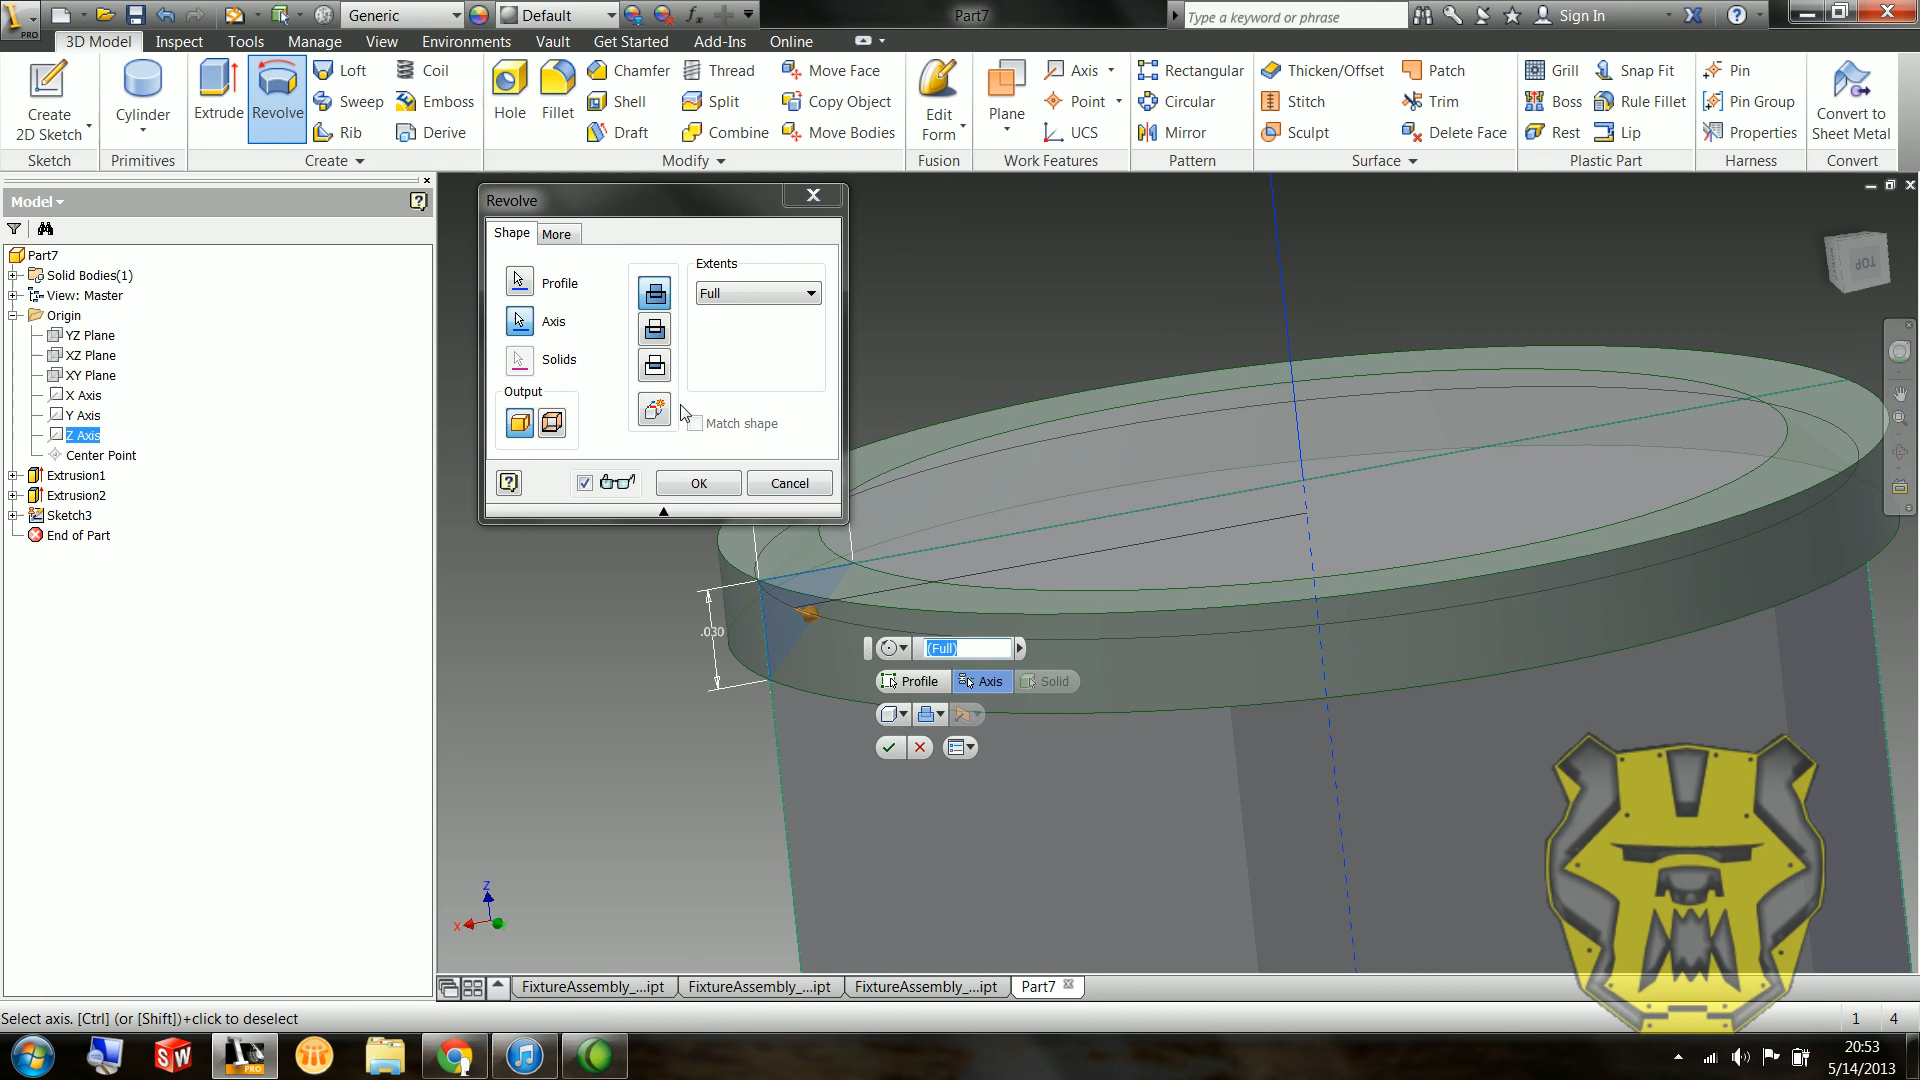 Generic
Default
Part7
Type a keyword or phrase
Sign In
PRO
3D Model Inspect Tools Manage View Environments Vault Get Started Add-Ins Online
Create 2D Sketch
Cylinder
Extrude
Revolve
Loft
Sweep
Rib
Coil
Emboss
Derive
Hole
Fillet
Chamfer
Shell
Draft
Thread
Split
Combine
Move Face
Copy Object
Move Bodies
Edit Form
Plane
Axis
Point
UCS
Rectangular
Circular
Mirror
Thicken/Offset
Stitch
Sculpt
Patch
Trim
Delete Face
Grill
Boss
Rest
Snap Fit
Rule Fillet
Lip
Pin
Pin Group
Properties
Convert to Sheet Metal
Sketch Primitives Create Modify Fusion Work Features Pattern Surface Plastic Part Harness Convert
Model
Part7
Solid Bodies(1)
View: Master
Origin
YZ Plane
XZ Plane
XY Plane
X Axis
Y Axis
Z Axis
Center Point
Extrusion1
Extrusion2
Sketch3
End of Part
Revolve
Shape More
Profile
Axis
Solids
Output
Extents
Full
Match shape
OK Cancel
TOP
.030
(Full)
Profile Axis Solid
Z
X
FixtureAssembly_...ipt FixtureAssembly_...ipt FixtureAssembly_...ipt Part7
Select axis. [Ctrl] (or [Shift])+click to deselect
1 4
SW
PRO
20:53
5/14/2013